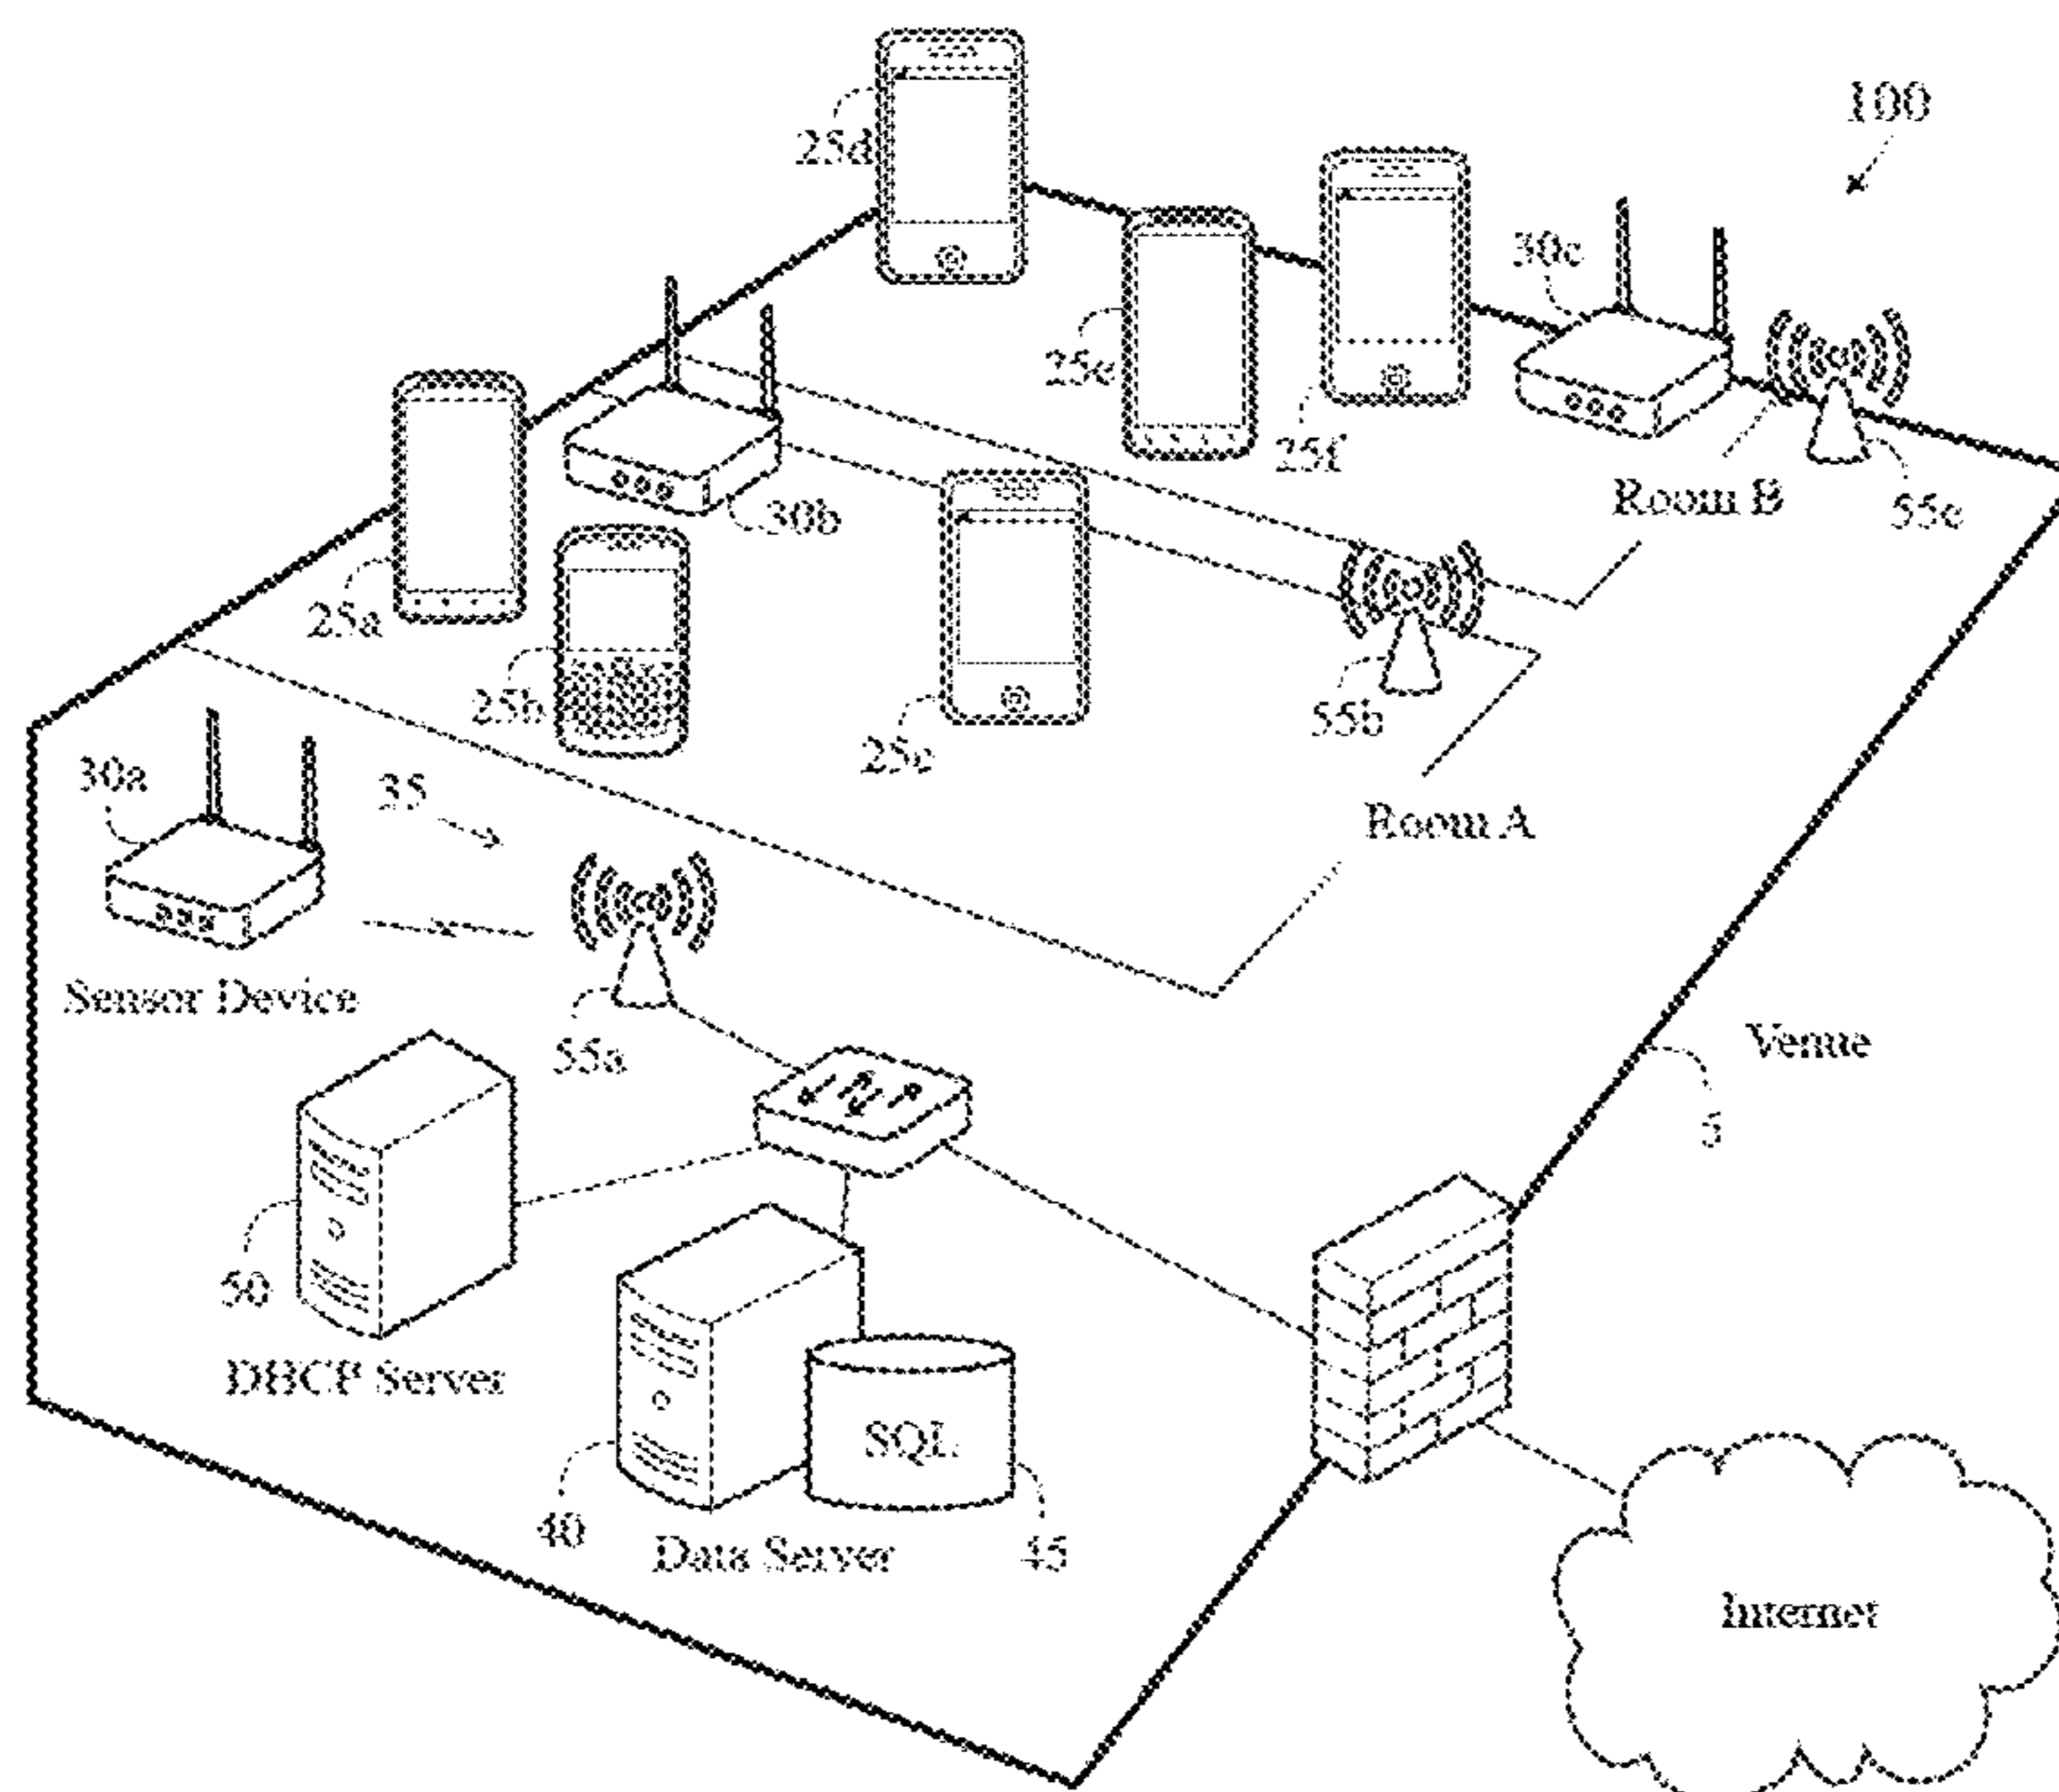 100
25d
30c
25e
25f
Room B
55c
30b
25a
25b
25c
55b
30a
35
Room A
Sensor Device
55a
Venue
5
50
DHCP Server
SQL
40
Data Server
45
Internet